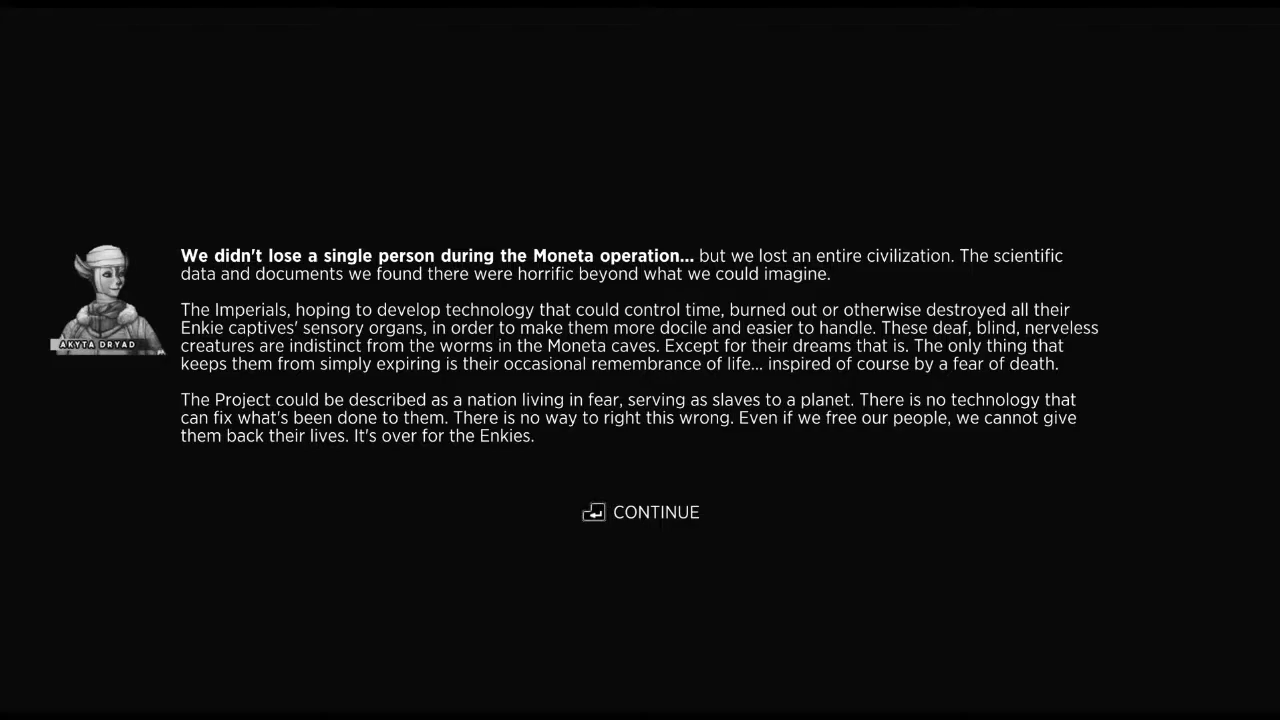 We didn't lose a single person during the Moneta operation... but we lost an entire civilization. The scientific
data and documents we found there were horrific beyond what we could imagine.
The Imperials, hoping to develop technology that could control time, burned out or otherwise destroyed all their
Enkie captives' sensory organs, in order to make them more docile and easier to handle. These deaf, blind, nerveless
creatures are indistinct from the worms in the Moneta caves. Except for their dreams that is. The only thing that
keeps them from simply expiring is their occasional remembrance of life... inspired of course by a fear of death.
AKYTA DRYAD
The Project could be described as a nation living in fear, serving as slaves to a planet. There is no technology that
can fix what's been done to them. There is no way to right this wrong. Even if we free our people, we cannot give
them back their lives. It's over for the Enkies.
CONTINUE